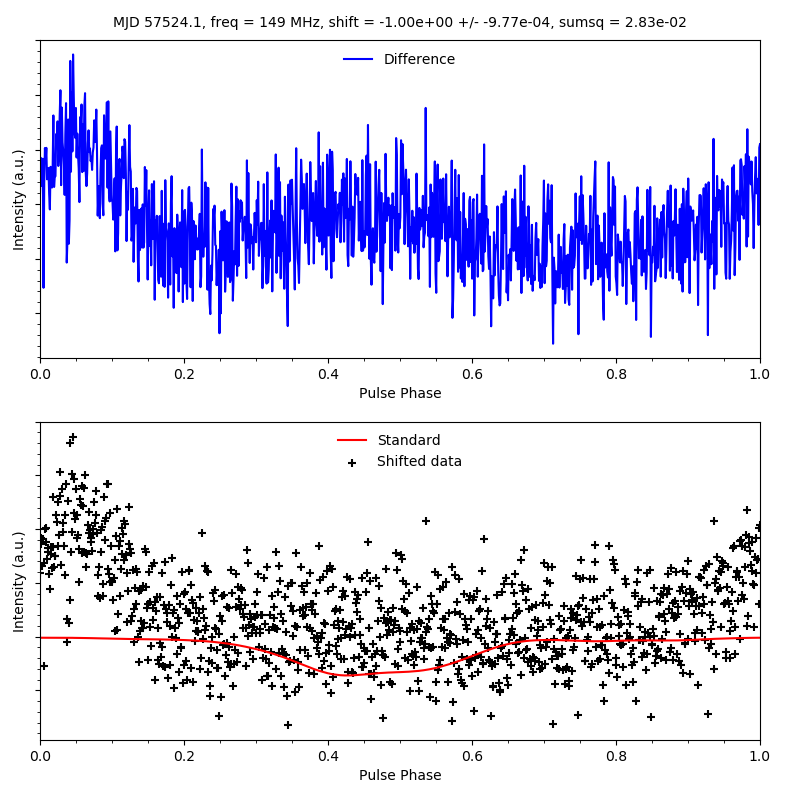 MJD 57524.1, freq = 149 MHz, shift = -1.00e+00 +/- -9.77e-04, sumsq = 2.83e-02
Difference
Intensity (a.u.)
0.0 0.2 0.4 0.6 0.8 1.0
Pulse Phase
Standard
Shifted data
Intensity (a.u.)
0.0 0.2 0.4 0.6 0.8 1.0
Pulse Phase